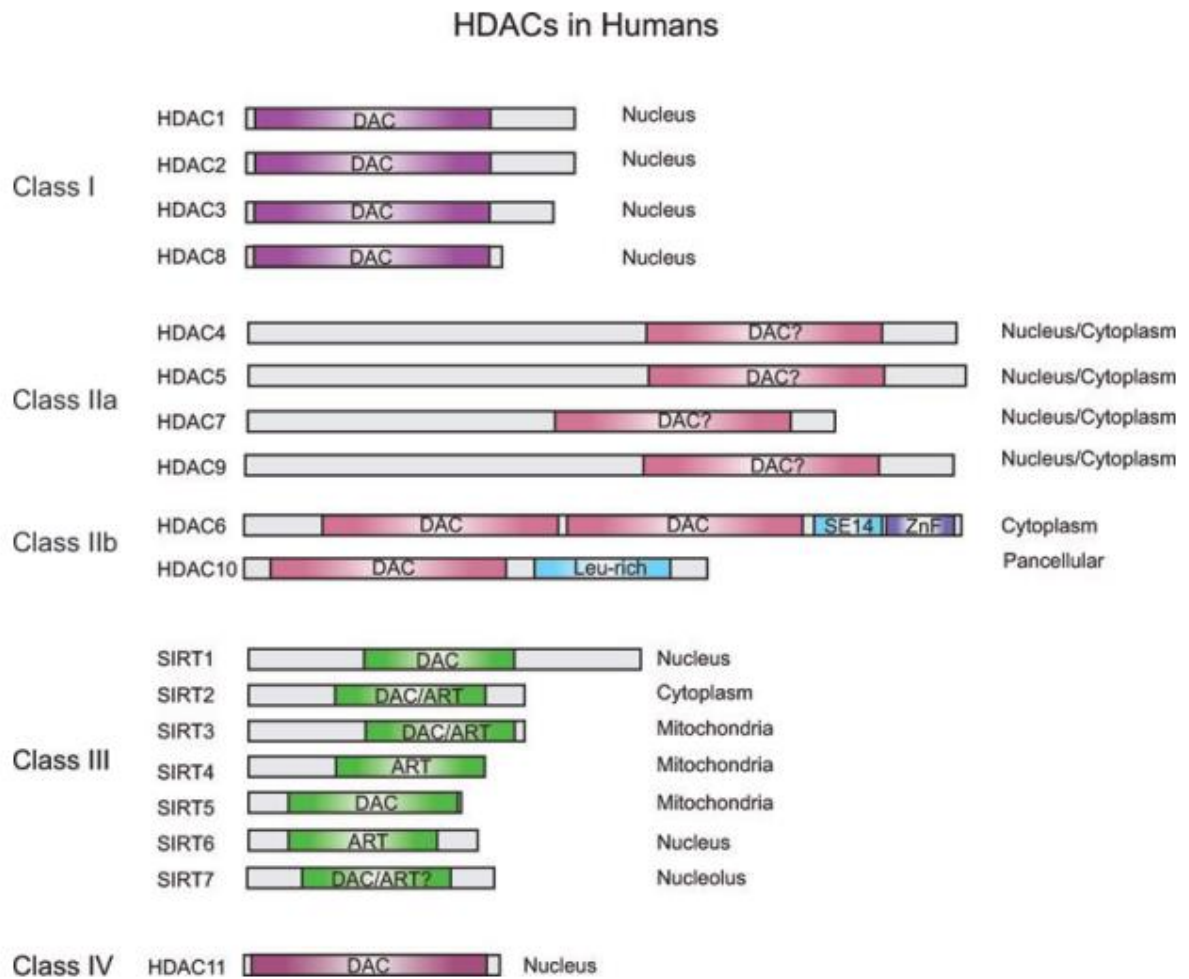 HDACs in Humans
Class I
HDAC1 DAC Nucleus
HDAC2 DAC Nucleus
HDAC3 DAC Nucleus
HDAC8 DAC Nucleus
Class IIa
HDAC4 DAC? Nucleus/Cytoplasm
HDAC5 DAC? Nucleus/Cytoplasm
HDAC7 DAC? Nucleus/Cytoplasm
HDAC9 DAC? Nucleus/Cytoplasm
Class IIb
HDAC6 DAC DAC SE14 ZnF Cytoplasm
HDAC10 DAC Leu-rich Pancellular
Class III
SIRT1 DAC Nucleus
SIRT2 DAC/ART Cytoplasm
SIRT3 DAC/ART Mitochondria
SIRT4 ART Mitochondria
SIRT5 DAC Mitochondria
SIRT6 ART Nucleus
SIRT7 DAC/ART? Nucleolus
Class IV HDAC11 DAC Nucleus